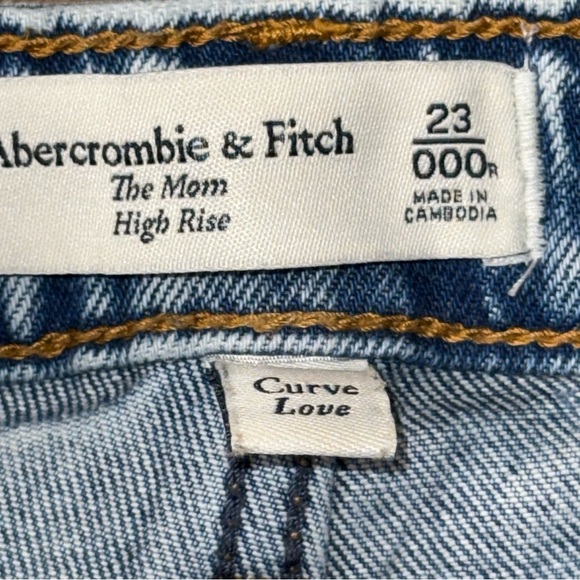 Abercrombie & Fitch
The Mom
High Rise
23
000R
MADE IN
CAMBODIA
Curve
Love